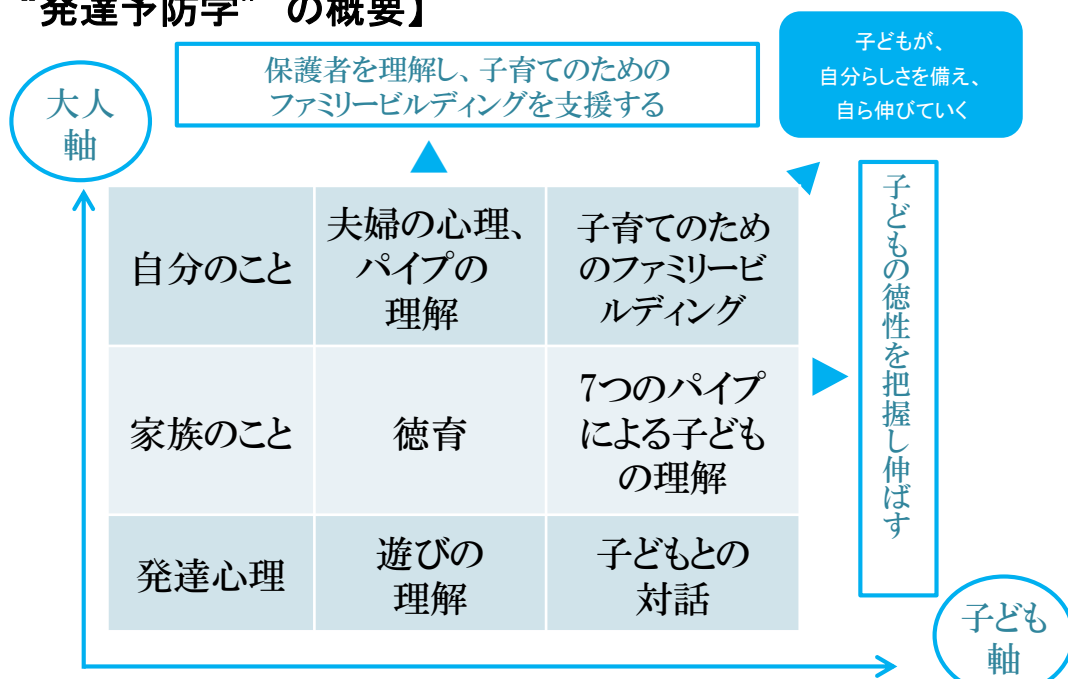 “発達予防学” の概要】
大人
軸
保護者を理解し、子育てのための
ファミリービルディングを支援する
子どもが、
自分らしさを備え、
自ら伸びていく
自分のこと
夫婦の心理、
パイプの
理解
子育てのため
のファミリービ
ルディング
家族のこと
徳育
7つのパイプ
による子ども
の理解
発達心理
遊びの
理解
子どもとの
対話
子どもの徳性を把握し伸ばす
子ども
軸